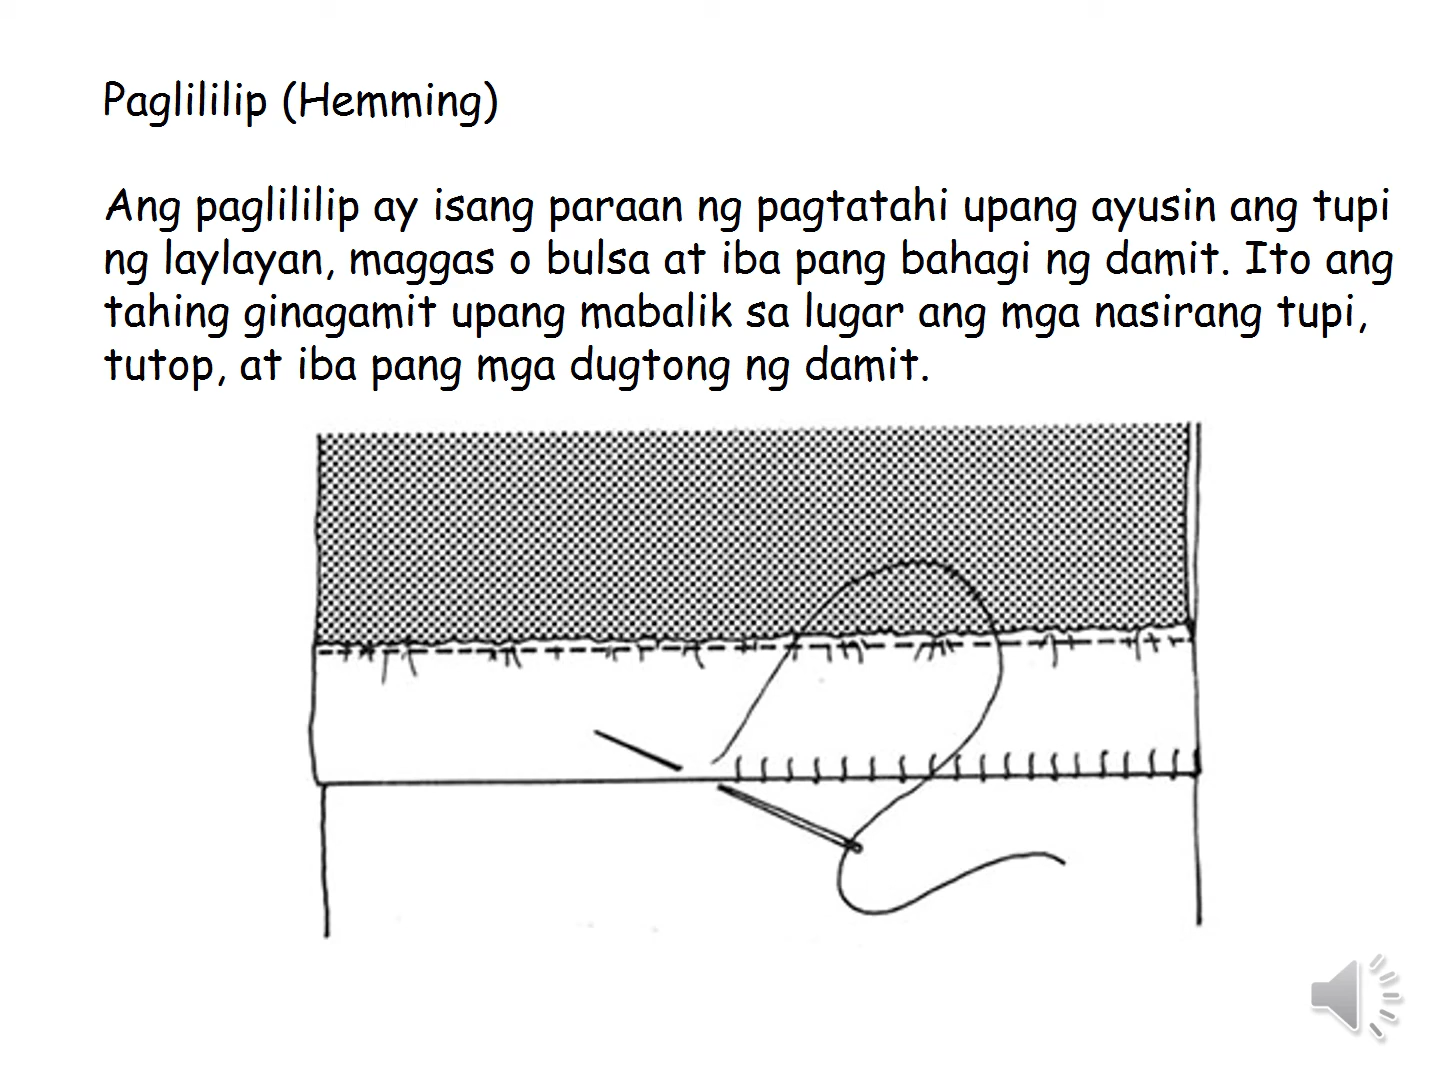 Paglililip (Hemming)
Ang paglililip ay isang paraan ng pagtatahi upang ayusin ang tupi
ng laylayan, maggas o bulsa at iba pang bahagi ng damit. Ito ang
tahing ginagamit upang mabalik sa lugar ang mga nasirang tupi,
tutop, at iba pang mga dugtong ng damit.